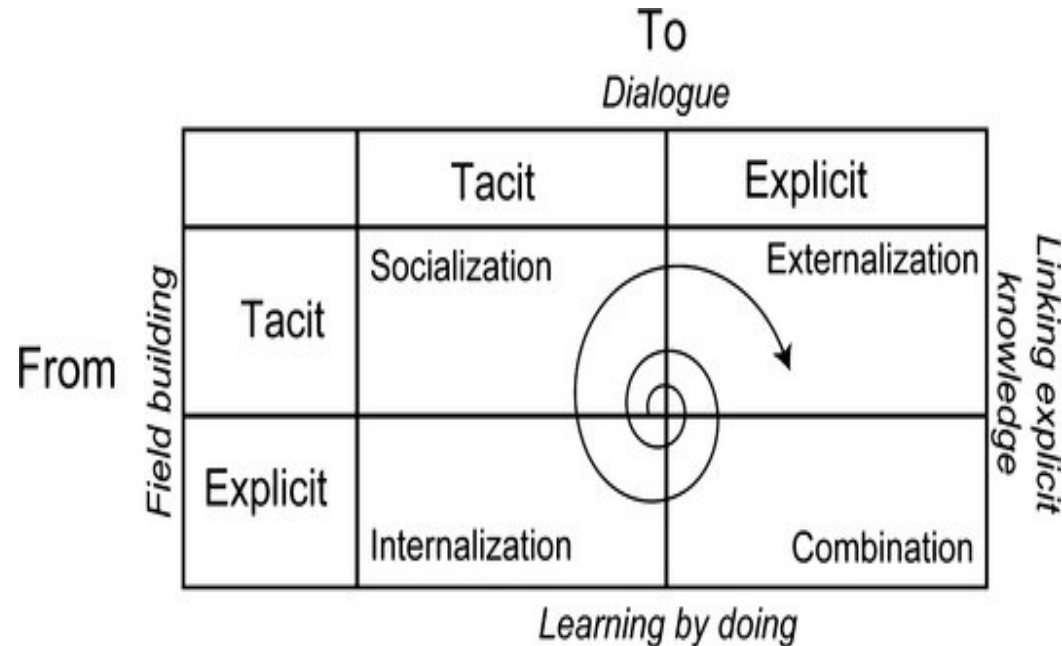 To
Dialogue
Tacit
Explicit
Socialization
Externalization
Tacit
From
Field building
Linking explicit
knowledge
Explicit
Internalization
Combination
Learning by doing